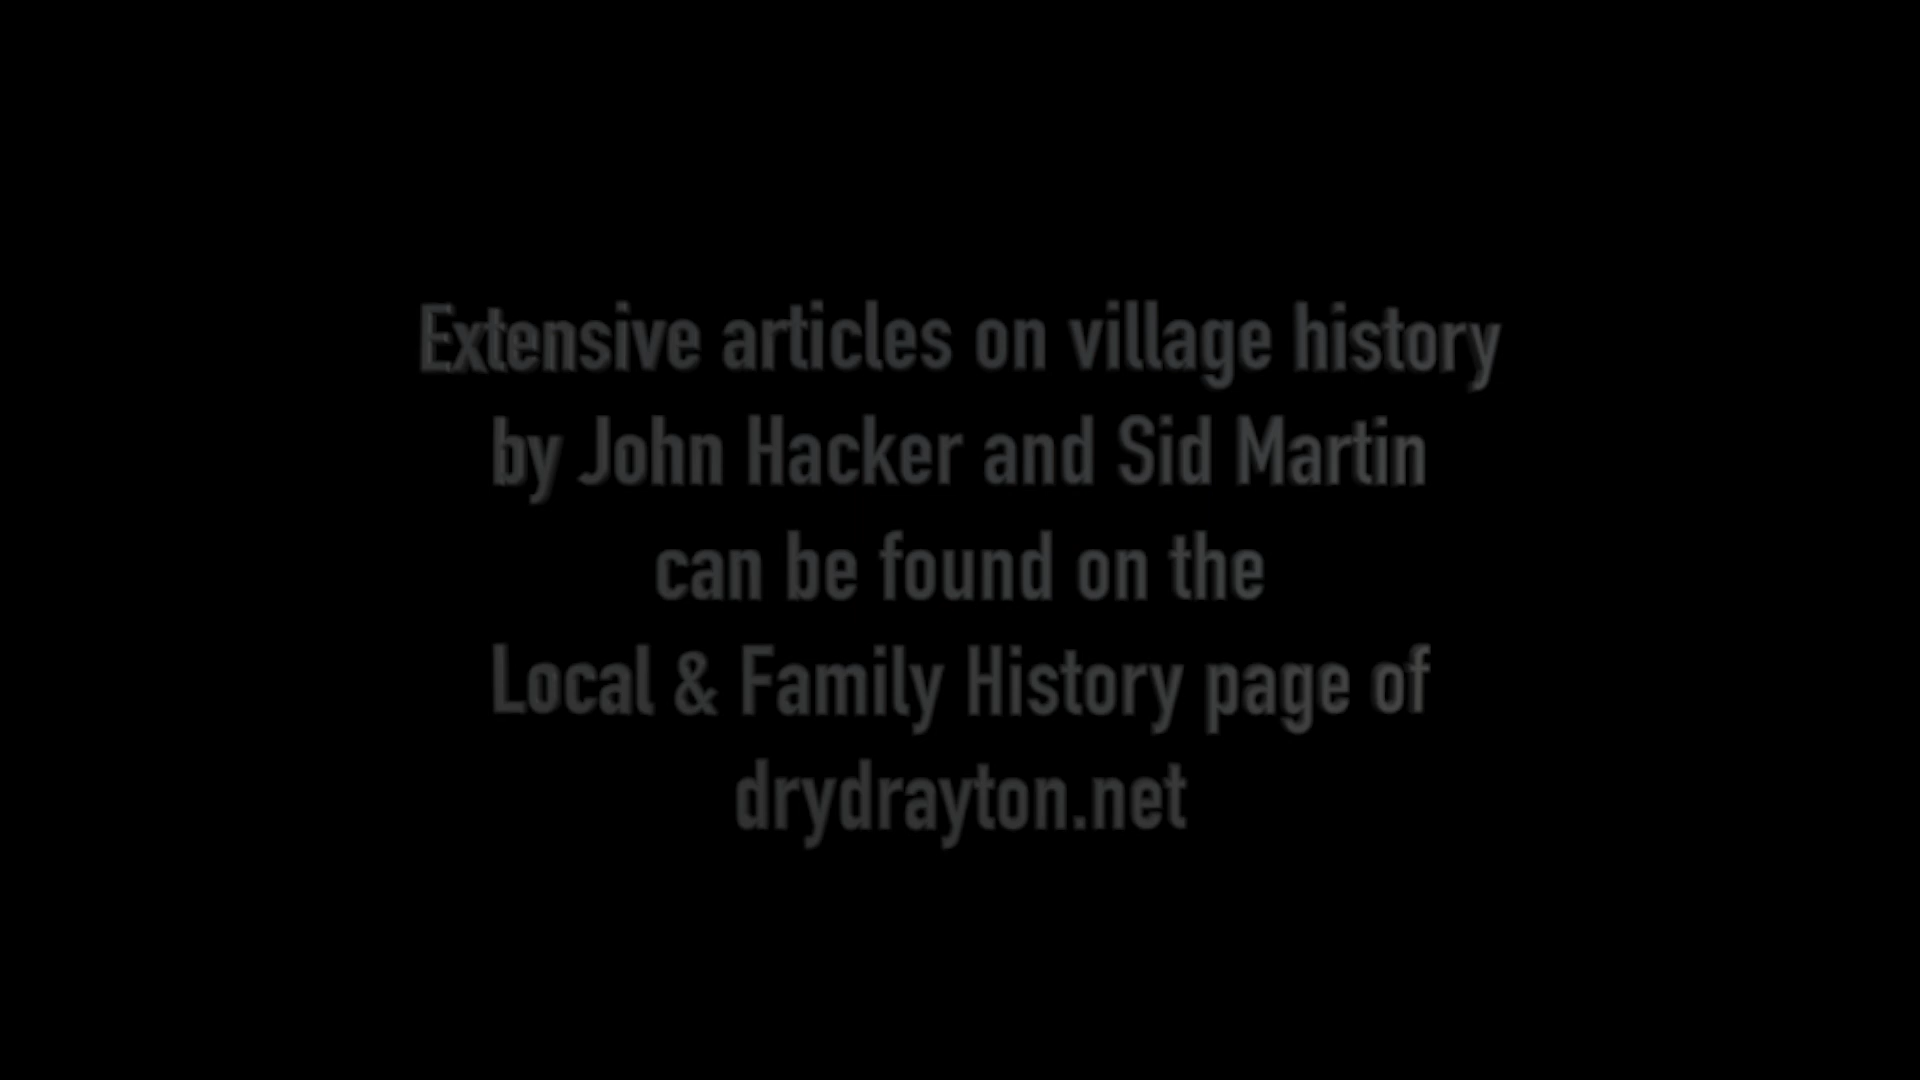 Extensive articles on village history
by John Hacker and Sid Martin
can be found on the
Local & Family History page of
drydrayton.net